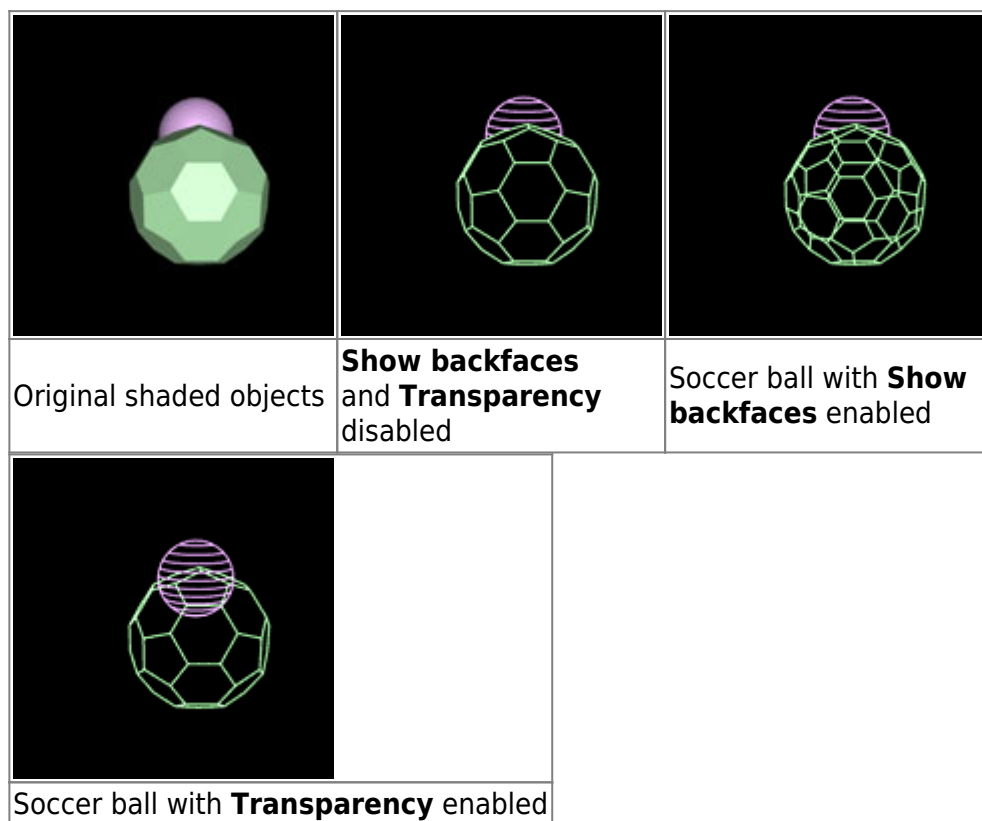 Original shaded objects
Show backfaces
and Transparency
disabled
Soccer ball with Show
backfaces enabled
Soccer ball with Transparency enabled